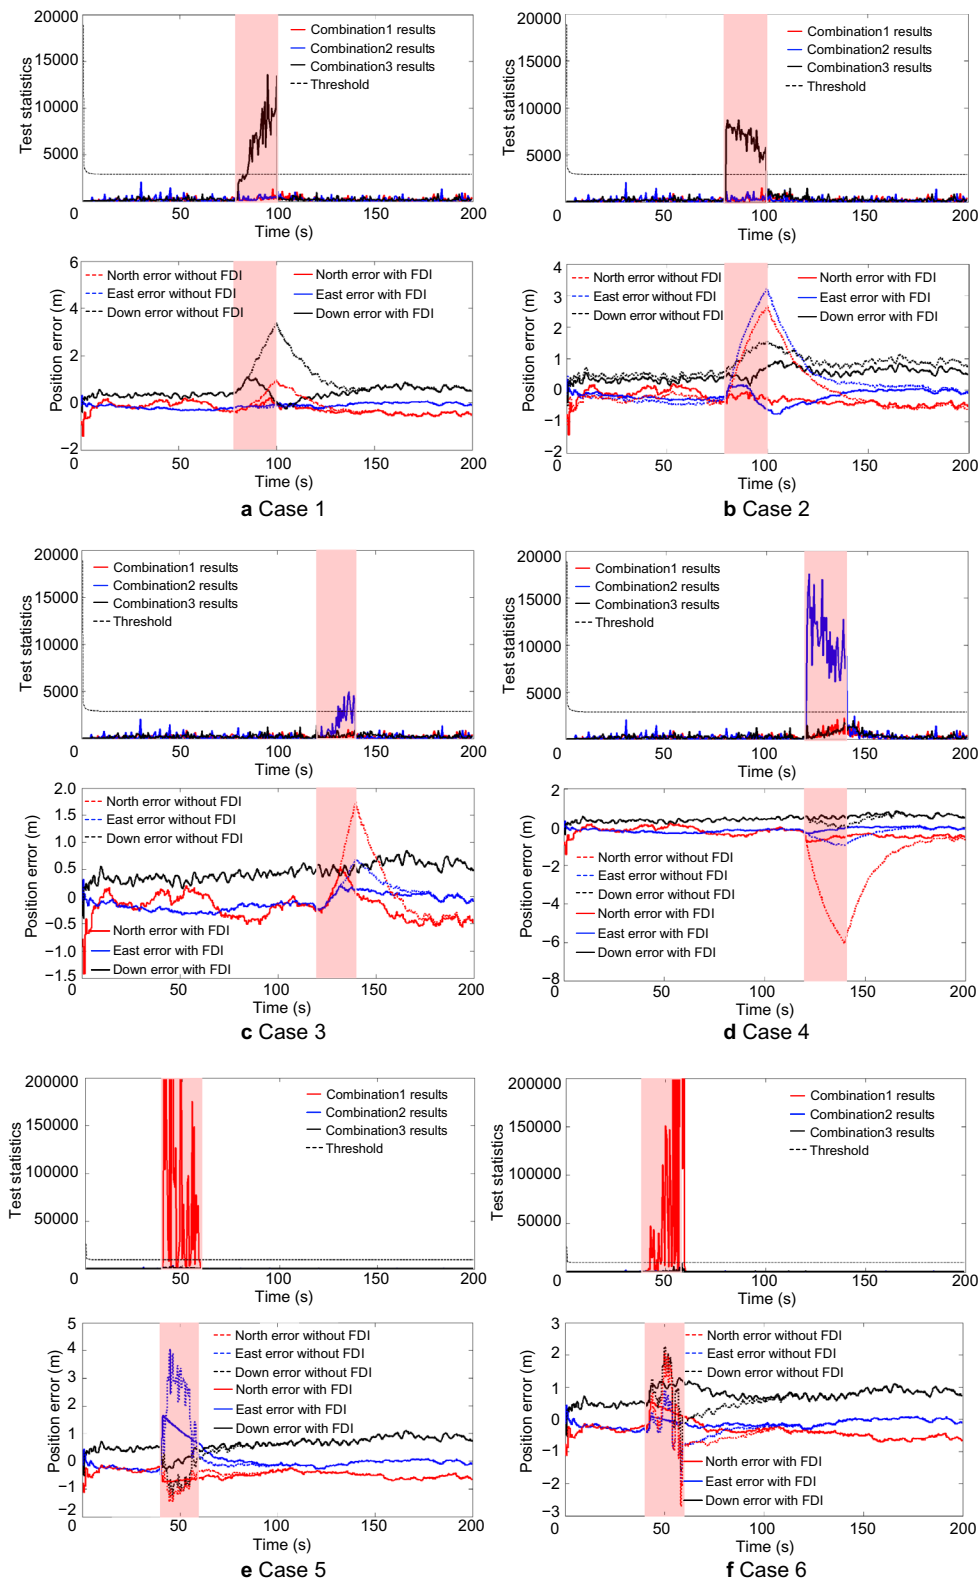 20000
15000
10000
5000
0
50
100
150
200
Test statistics
Time (s)
Combination1 results
Combination2 results
Combination3 results
Threshold
6
4
2
0
−2
0
50
100
150
200
Position error (m)
Time (s)
North error without FDI
East error without FDI
Down error without FDI
North error with FDI
East error with FDI
Down error with FDI
a Case 1
20000
15000
10000
5000
0
50
100
150
200
Test statistics
Time (s)
Combination1 results
Combination2 results
Combination3 results
Threshold
4
3
2
1
0
−1
−2
0
50
100
150
200
Position error (m)
Time (s)
North error without FDI
East error without FDI
Down error without FDI
North error with FDI
East error with FDI
Down error with FDI
b Case 2
20000
15000
10000
5000
0
50
100
150
200
Test statistics
Time (s)
Combination1 results
Combination2 results
Combination3 results
Threshold
2.0
1.5
1.0
0.5
0
−0.5
−1.0
−1.5
0
50
100
150
200
Position error (m)
Time (s)
North error without FDI
East error without FDI
Down error without FDI
North error with FDI
East error with FDI
Down error with FDI
c Case 3
20000
15000
10000
5000
0
50
100
150
200
Test statistics
Time (s)
Combination1 results
Combination2 results
Combination3 results
Threshold
2
0
−2
−4
−6
−8
0
50
100
150
200
Position error (m)
Time (s)
North error without FDI
East error without FDI
Down error without FDI
North error with FDI
East error with FDI
Down error with FDI
d Case 4
200000
150000
100000
50000
0
50
100
150
200
Test statistics
Time (s)
Combination1 results
Combination2 results
Combination3 results
Threshold
5
4
3
2
1
0
−1
−2
0
50
100
150
200
Position error (m)
Time (s)
North error without FDI
East error without FDI
Down error without FDI
North error with FDI
East error with FDI
Down error with FDI
e Case 5
200000
150000
100000
50000
0
50
100
150
200
Test statistics
Time (s)
Combination1 results
Combination2 results
Combination3 results
Threshold
3
2
1
0
−1
−2
−3
0
50
100
150
200
Position error (m)
Time (s)
North error without FDI
East error without FDI
Down error without FDI
North error with FDI
East error with FDI
Down error with FDI
f Case 6